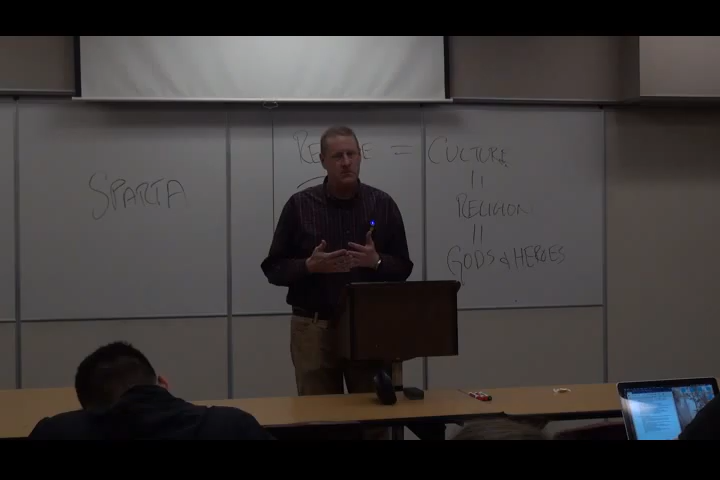 SPARTA
= CULTURE
=
RELIGION
=
GODS & HEROES